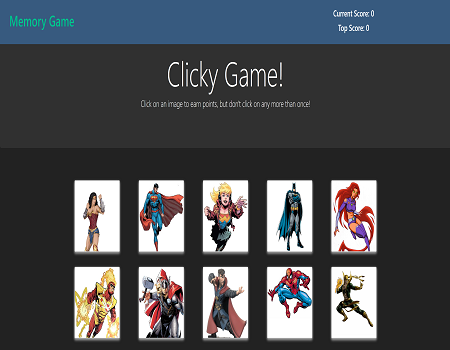 Memory Game
Current Score: 0
Top Score: 0
Clicky Game!
Click on an image to earn points, but don't click on any more than once!